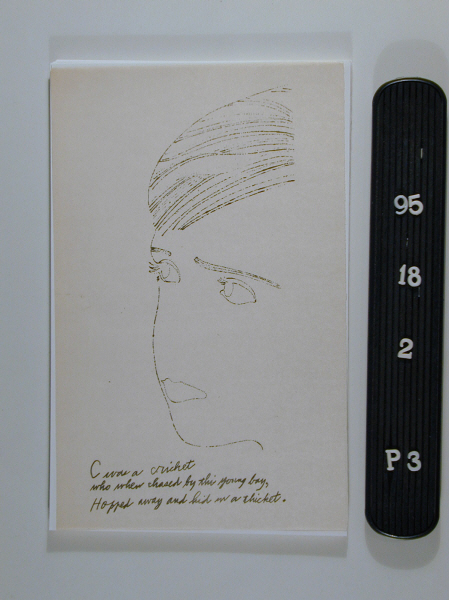 C was a cricket
who when chased by this young boy,
Hopped away and hid in a thicket.
95
18
2
P3